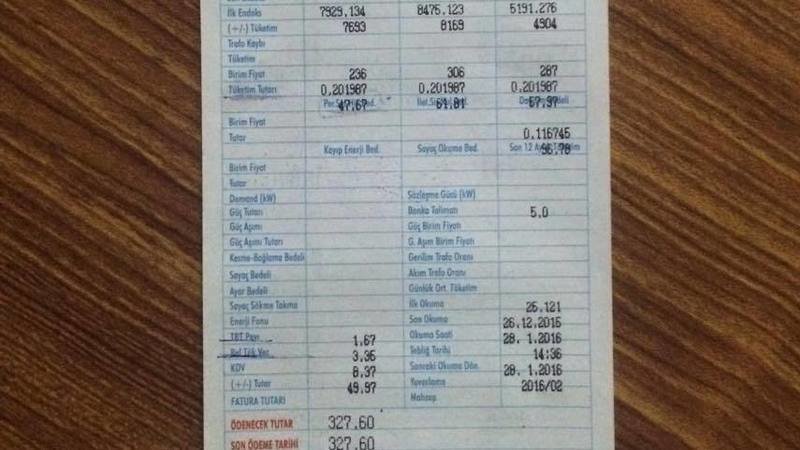 İlk Endeks 7929.134 8475.123 5191.276
(+/-) Tüketim 7693 8169 4904
Trafo Kaybı
Tüketim
Birim Fiyat 236 306 287
Tüketim Tutarı 0.201987 0.201987 0.201987
47.67 61.81 57.97
Birim Fiyat
Tutar 0.116745
Kayıp Enerji Bed. Sayaç Okuma Bed. Son 12 96.78
Birim Fiyat
Tutar
Demand (kW) Sözleşme Gücü (kW)
Güç Tutarı Banka Talimatı 5.0
Güç Aşımı Güç Birim Fiyatı
Güç Aşımı Tutarı G. Aşım Birim Fiyatı
Kesme-Bağlama Bedeli Gerilim Trafo Oranı
Sayaç Bedeli Akım Trafo Oranı
Ayar Bedeli Günlük Ort. Tüketim
Sayaç Sökme Takma İlk Okuma 25.121
Enerji Fonu Son Okuma 26.12.2015
TRT Payı 1.67 Okuma Saati 28. 1.2016
3.36 Tebliğ Tarihi 14:36
KDV 8.37 Sonraki Okuma Dön. 28. 1.2016
(+/-) Tutar 49.97 Yuvarlama 2016/02
FATURA TUTARI Mahsup
ÖDENECEK TUTAR 327.60
SON ÖDEME TARİHİ 327.60